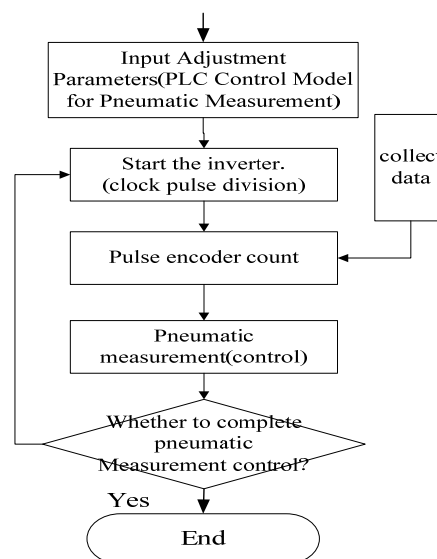 Input Adjustment
Parameters(PLC Control Model
for Pneumatic Measurement)
Start the inverter.
(clock pulse division)
collect
data
Pulse encoder count
Pneumatic
measurement(control)
Whether to complete
pneumatic
Measurement control?
Yes
End